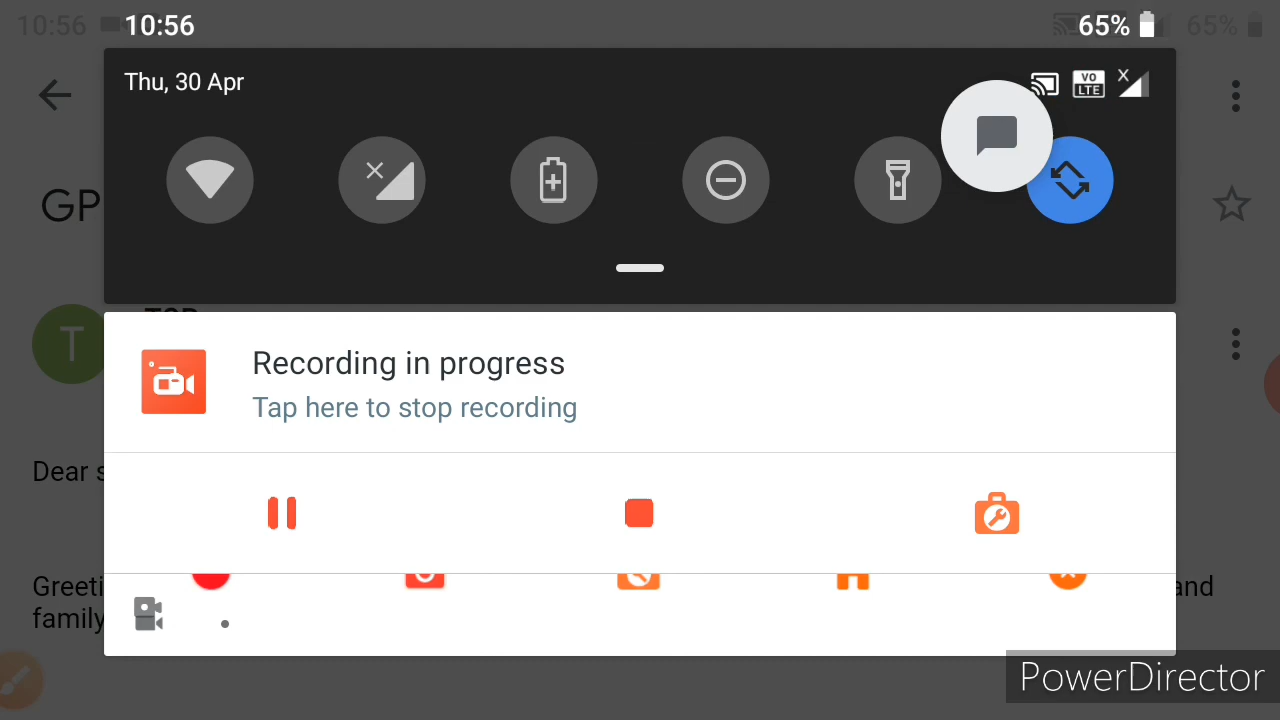 10:56 10:56 65% 65%
Thu, 30 Apr
VO
LTE
GP
T
Recording in progress
Tap here to stop recording
Dear s
Greeti and
family
PowerDirector